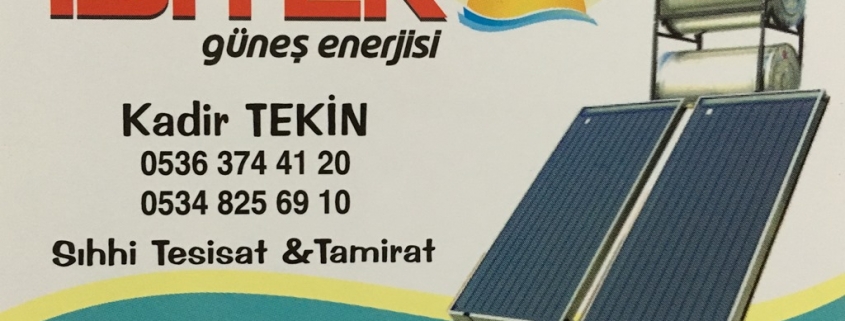 güneş enerjisi
Kadir TEKİN
0536 374 41 20
0534 825 69 10
Sıhhi Tesisat &Tamirat